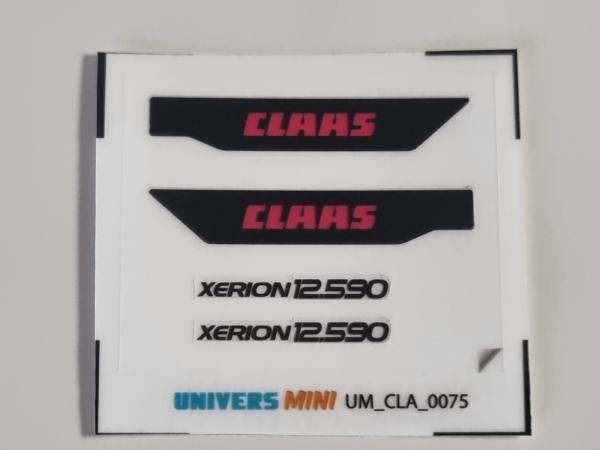 CLAAS
CLAAS
XERION 12.590
XERION 12.590
UNIVERS MINI UM_CLA_0075